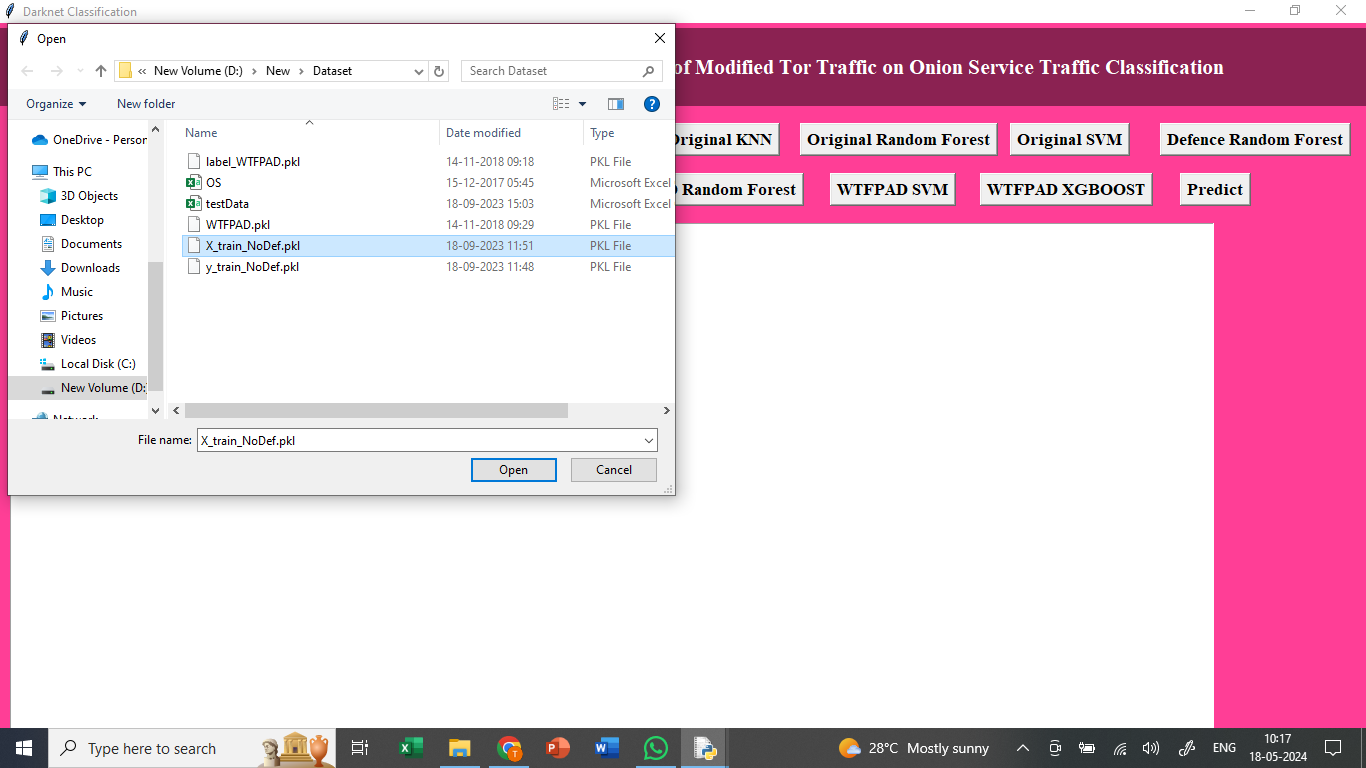 Darknet Classification
Open
of Modified Tor Traffic on Onion Service Traffic Classification
« New Volume (D:) > New > Dataset
Search Dataset
Organize
New folder
Original KNN
Original Random Forest
Original SVM
Defence Random Forest
Random Forest
WTFPAD SVM
WTFPAD XGBOOST
Predict
Name
Date modified
Type
OneDrive - Person
This PC
3D Objects
Desktop
Documents
Downloads
Music
Pictures
Videos
Local Disk (C:)
New Volume (D:
Network
label_WTFPAD.pkl 14-11-2018 09:18 PKL File
OS 15-12-2017 05:45 Microsoft Excel
testData 18-09-2023 15:03 Microsoft Excel
WTFPAD.pkl 14-11-2018 09:29 PKL File
X_train_NoDef.pkl 18-09-2023 11:51 PKL File
y_train_NoDef.pkl 18-09-2023 11:48 PKL File
File name: X_train_NoDef.pkl
Open
Cancel
Type here to search
28°C Mostly sunny
ENG
10:17
18-05-2024